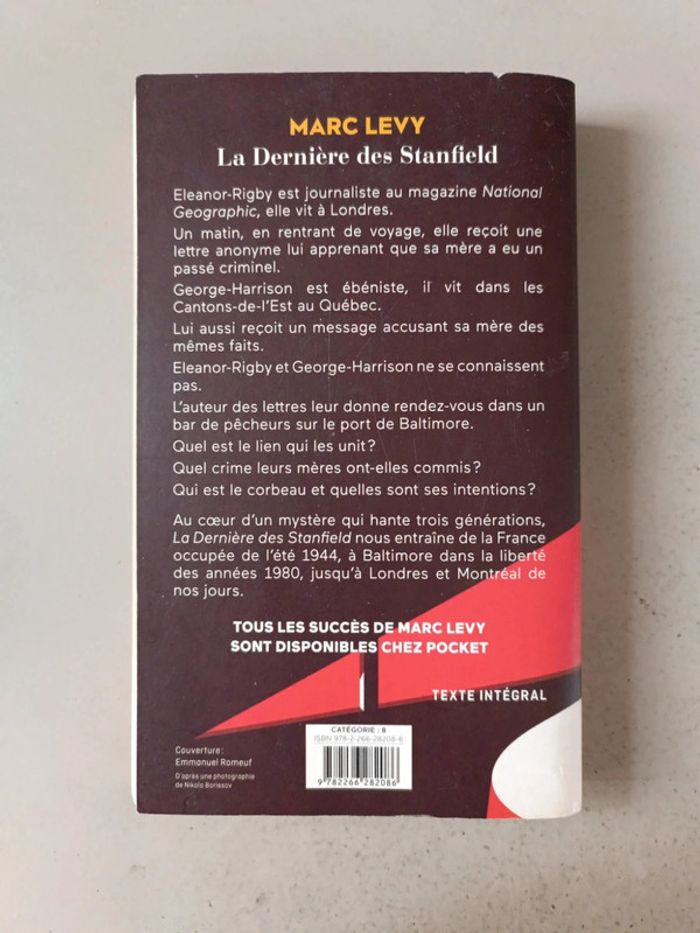 MARC LEVY
La Dernière des Stanfield
Eleanor-Rigby est journaliste au magazine National
Geographic, elle vit à Londres.
Un matin, en rentrant de voyage, elle reçoit une
lettre anonyme lui apprenant que sa mère a eu un
passé criminel.
George-Harrison est ébéniste, il vit dans les
Cantons-de-l'Est au Québec.
Lui aussi reçoit un message accusant sa mère des
mêmes faits.
Eleanor-Rigby et George-Harrison ne se connaissent
pas.
L'auteur des lettres leur donne rendez-vous dans un
bar de pêcheurs sur le port de Baltimore.
Quel est le lien qui les unit ?
Quel crime leurs mères ont-elles commis ?
Qui est le corbeau et quelles sont ses intentions ?
Au cœur d'un mystère qui hante trois générations,
La Dernière des Stanfield nous entraîne de la France
occupée de l'été 1944, à Baltimore dans la liberté
des années 1980, jusqu'à Londres et Montréal de
nos jours.
TOUS LES SUCCÈS DE MARC LEVY
SONT DISPONIBLES CHEZ POCKET
TEXTE INTÉGRAL
CATÉGORIE : 8
ISBN 978-2-266-28208-6
9 782266 282086
Couverture :
Emmanuel Romeuf
D'après une photographie
de Nikola Borissov